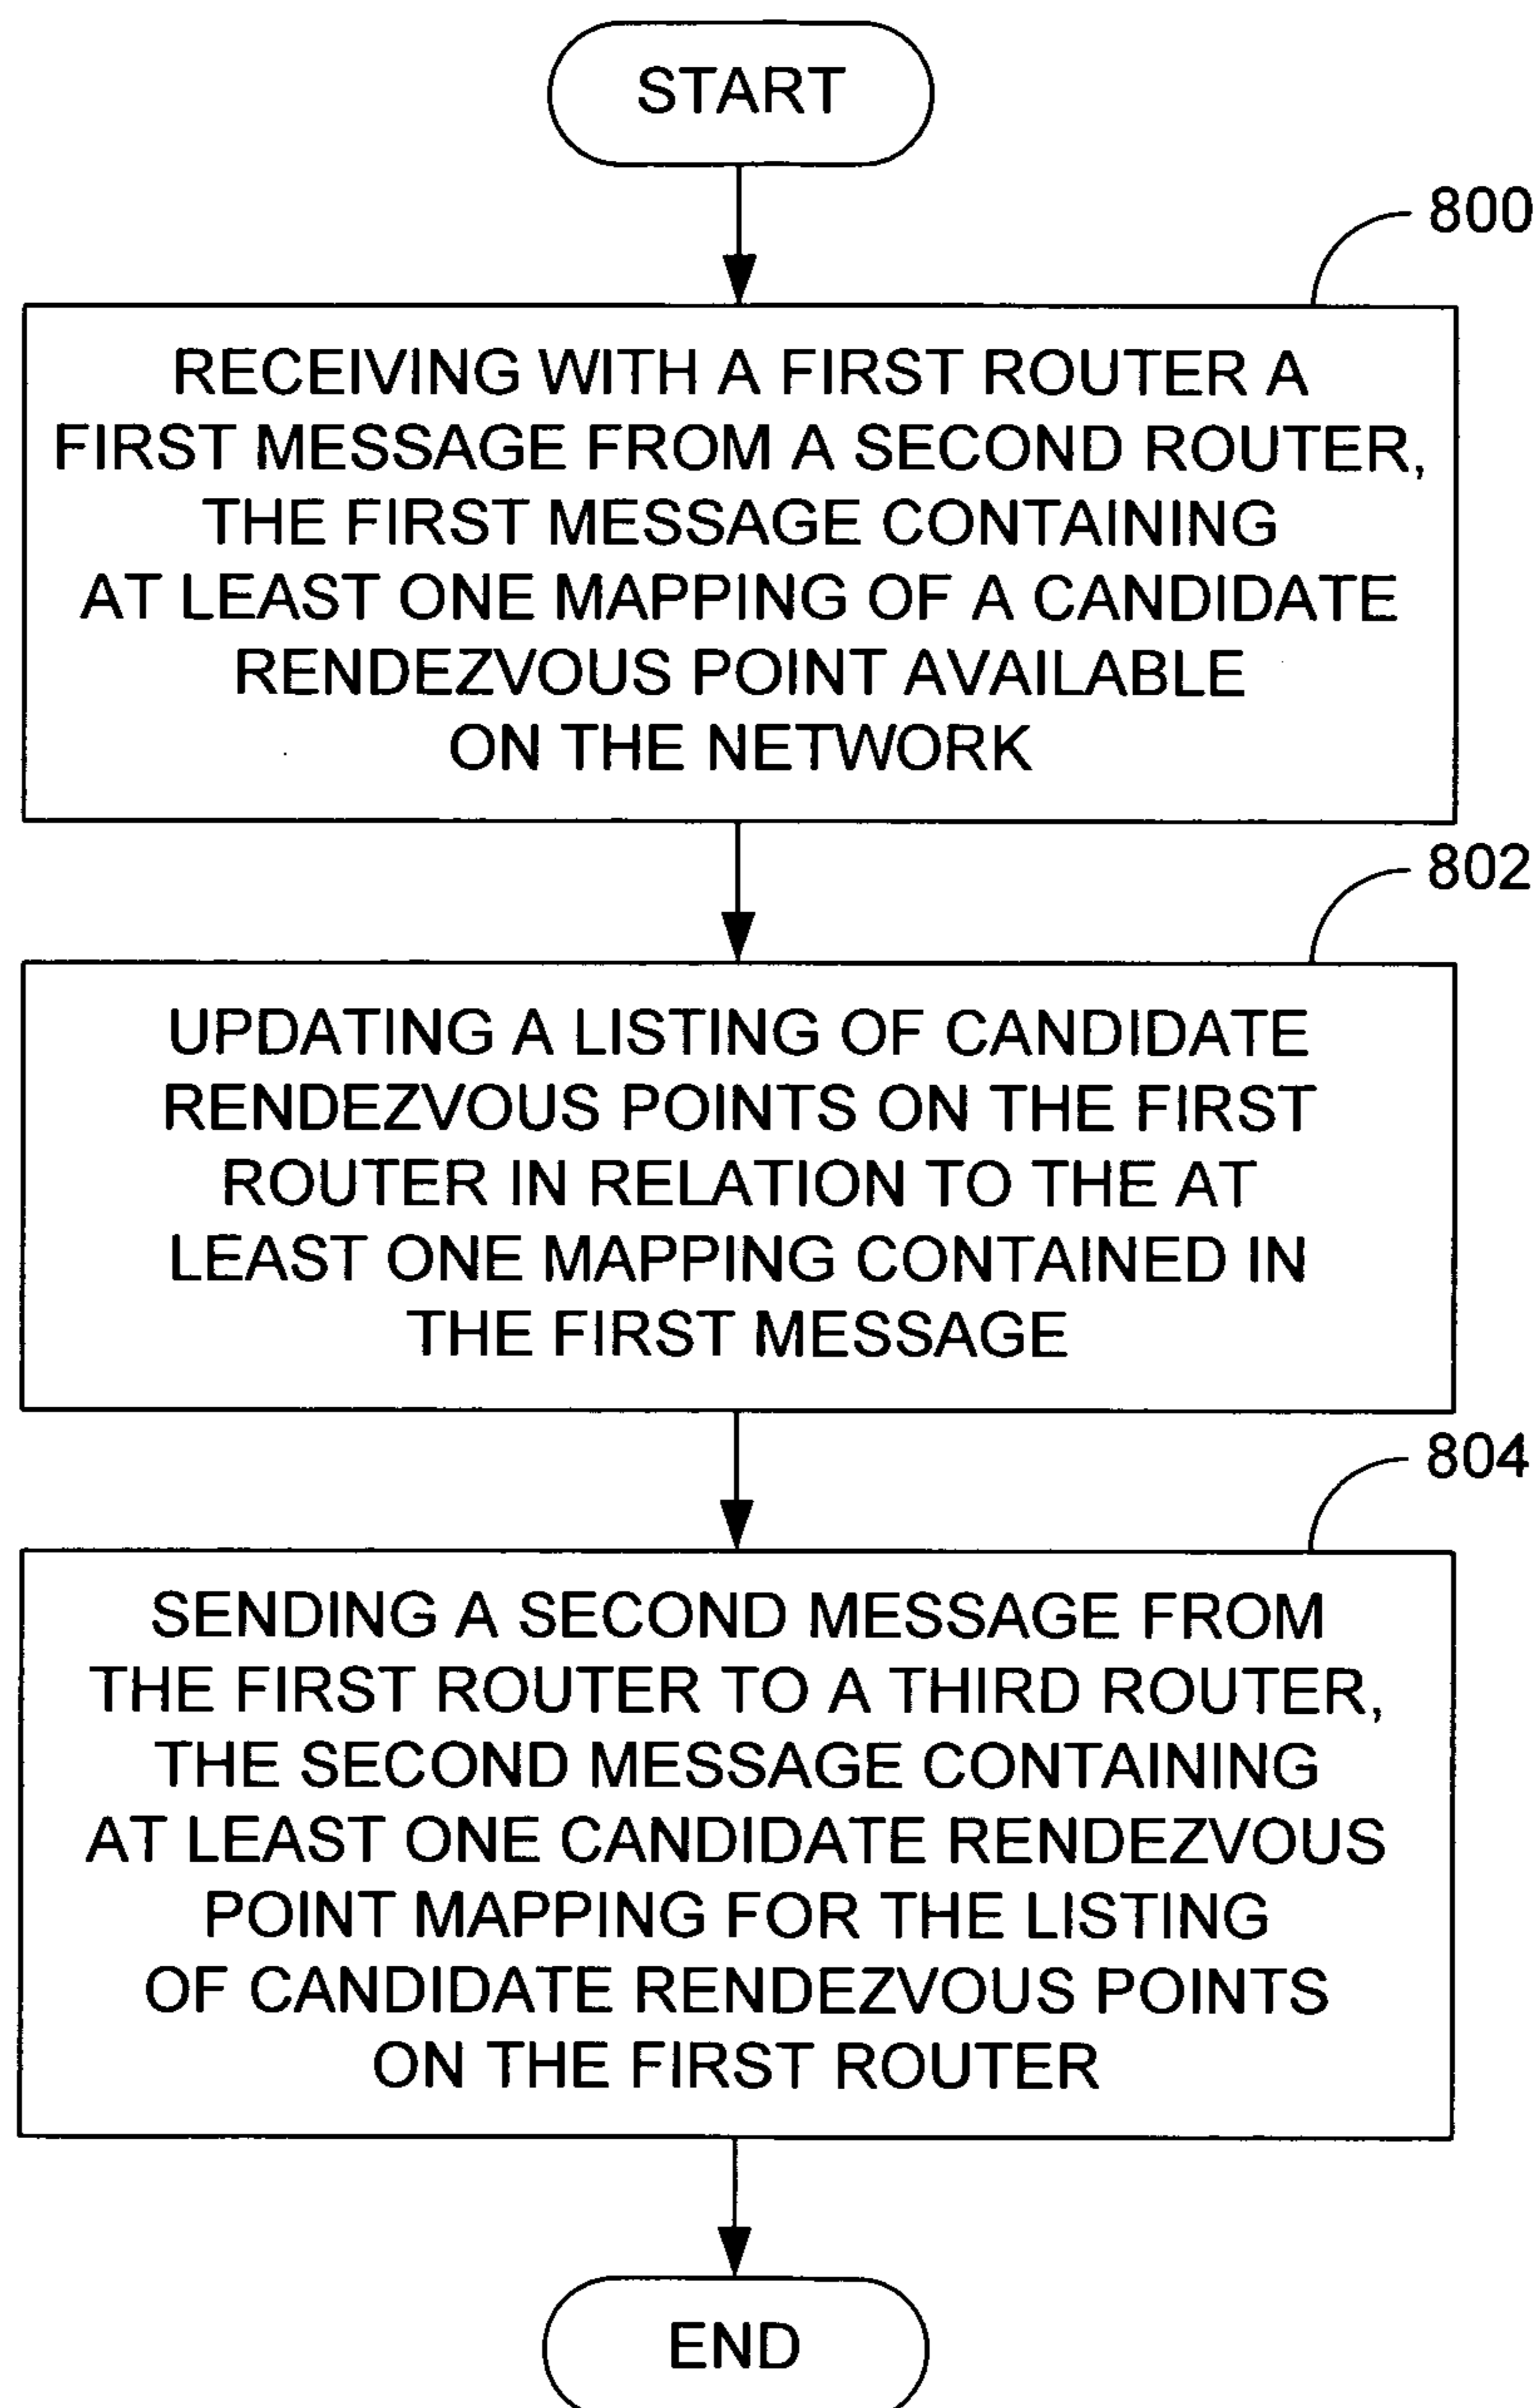 START
800
RECEIVING WITH A FIRST ROUTER A
FIRST MESSAGE FROM A SECOND ROUTER,
THE FIRST MESSAGE CONTAINING
AT LEAST ONE MAPPING OF A CANDIDATE
RENDEZVOUS POINT AVAILABLE
ON THE NETWORK
802
UPDATING A LISTING OF CANDIDATE
RENDEZVOUS POINTS ON THE FIRST
ROUTER IN RELATION TO THE AT
LEAST ONE MAPPING CONTAINED IN
THE FIRST MESSAGE
804
SENDING A SECOND MESSAGE FROM
THE FIRST ROUTER TO A THIRD ROUTER,
THE SECOND MESSAGE CONTAINING
AT LEAST ONE CANDIDATE RENDEZVOUS
POINT MAPPING FOR THE LISTING
OF CANDIDATE RENDEZVOUS POINTS
ON THE FIRST ROUTER
END